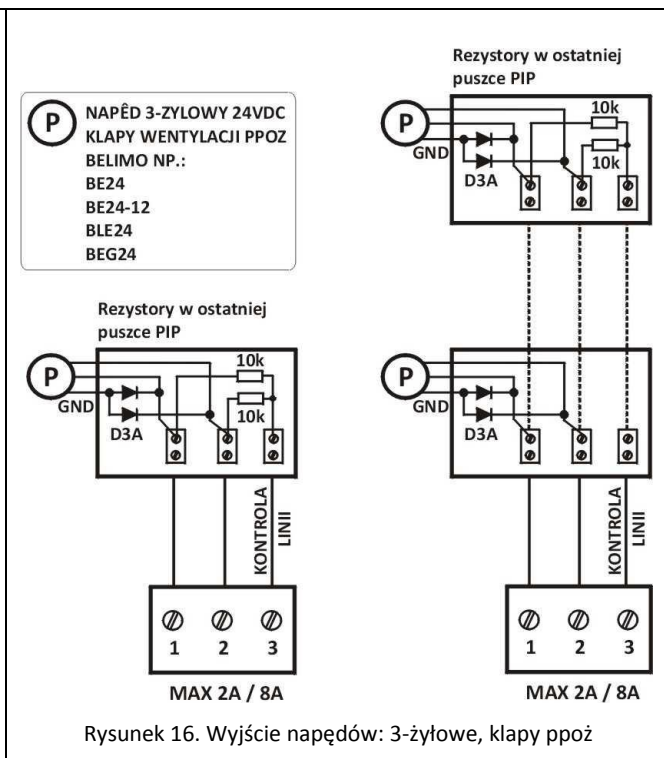 P
NAPÊD 3-ZYLOWY 24VDC
KLAPY WENTYLACJI PPOZ
BELIMO NP.:
BE24
BE24-12
BLE24
BEG24
Rezystory w ostatniej
puszce PIP
P
GND
D3A
10k
10k
KONTROLA
LINII
1 2 3
MAX 2A / 8A
Rezystory w ostatniej
puszce PIP
P
GND
D3A
10k
10k
P
GND
D3A
KONTROLA
LINII
1 2 3
MAX 2A / 8A
Rysunek 16. Wyjście napędów: 3-żyłowe, klapy ppoż